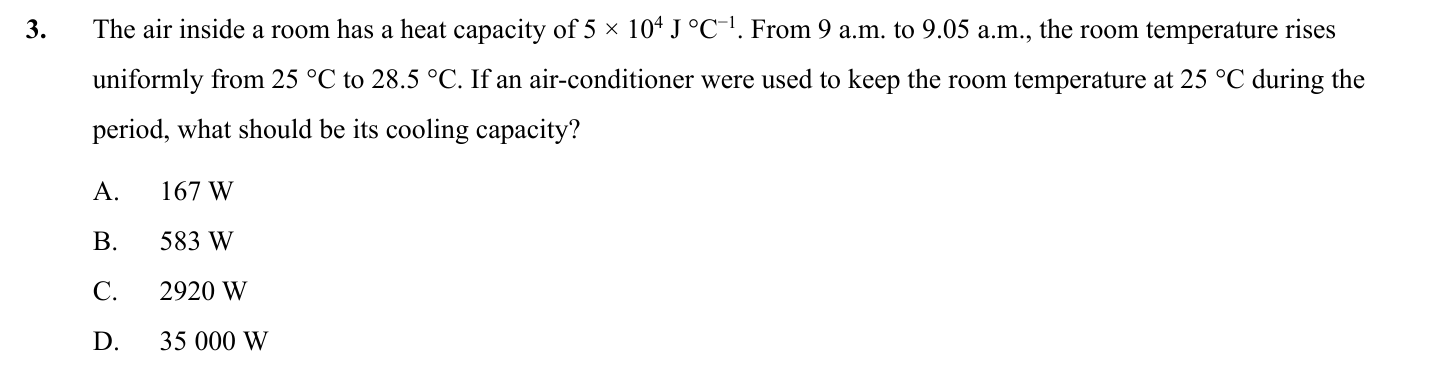 3. The air inside a room has a heat capacity of 5 × 10⁴ J °C⁻¹. From 9 a.m. to 9.05 a.m., the room temperature rises
uniformly from 25 °C to 28.5 °C. If an air-conditioner were used to keep the room temperature at 25 °C during the
period, what should be its cooling capacity?
A. 167 W
B. 583 W
C. 2920 W
D. 35 000 W